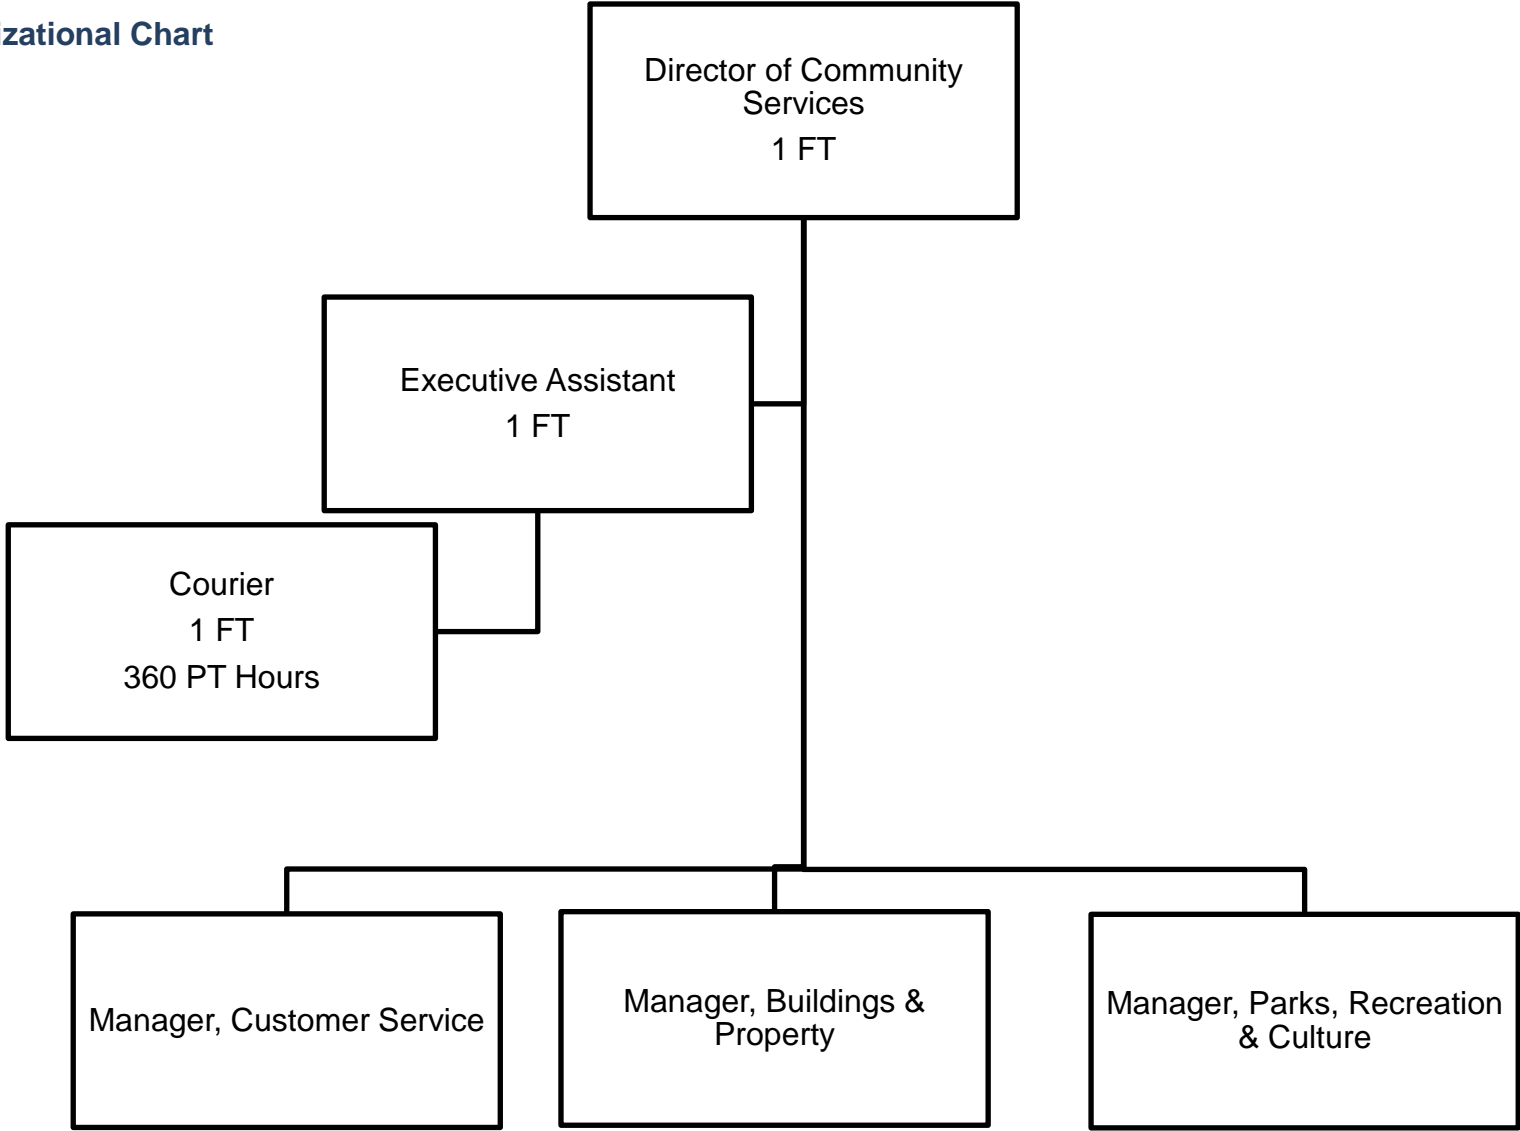 izational Chart
Director of Community
Services
1 FT
Executive Assistant
1 FT
Courier
1 FT
360 PT Hours
Manager, Customer Service
Manager, Buildings &
Property
Manager, Parks, Recreation
& Culture